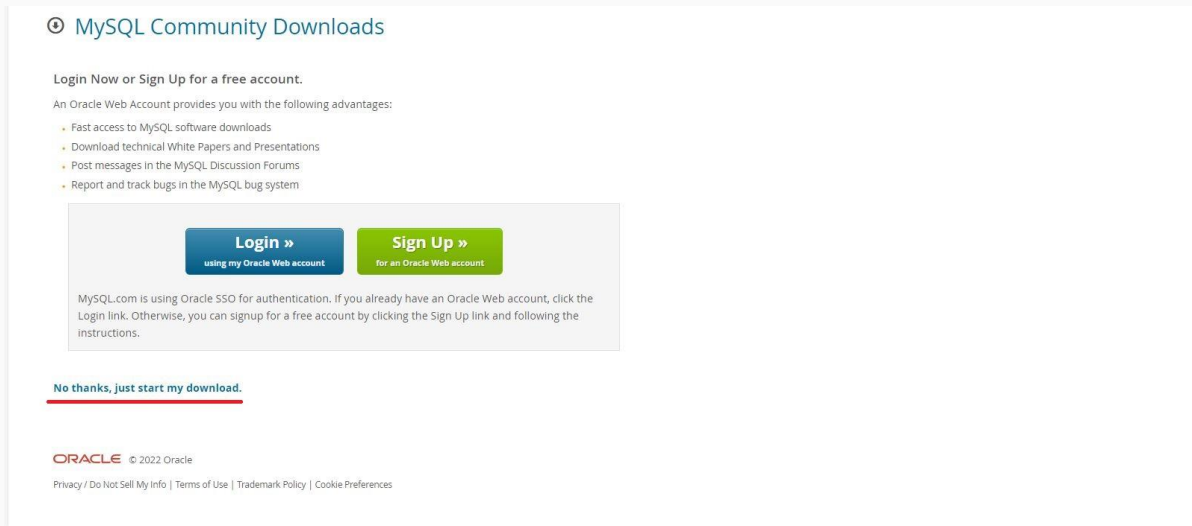 MySQL Community Downloads
Login Now or Sign Up for a free account.
An Oracle Web Account provides you with the following advantages:
Fast access to MySQL software downloads
Download technical White Papers and Presentations
Post messages in the MySQL Discussion Forums
Report and track bugs in the MySQL bug system
Login »
using my Oracle Web account
Sign Up »
for an Oracle Web account
MySQL.com is using Oracle SSO for authentication. If you already have an Oracle Web account, click the
Login link. Otherwise, you can signup for a free account by clicking the Sign Up link and following the
instructions.
No thanks, just start my download.
ORACLE © 2022 Oracle
Privacy / Do Not Sell My Info | Terms of Use | Trademark Policy | Cookie Preferences